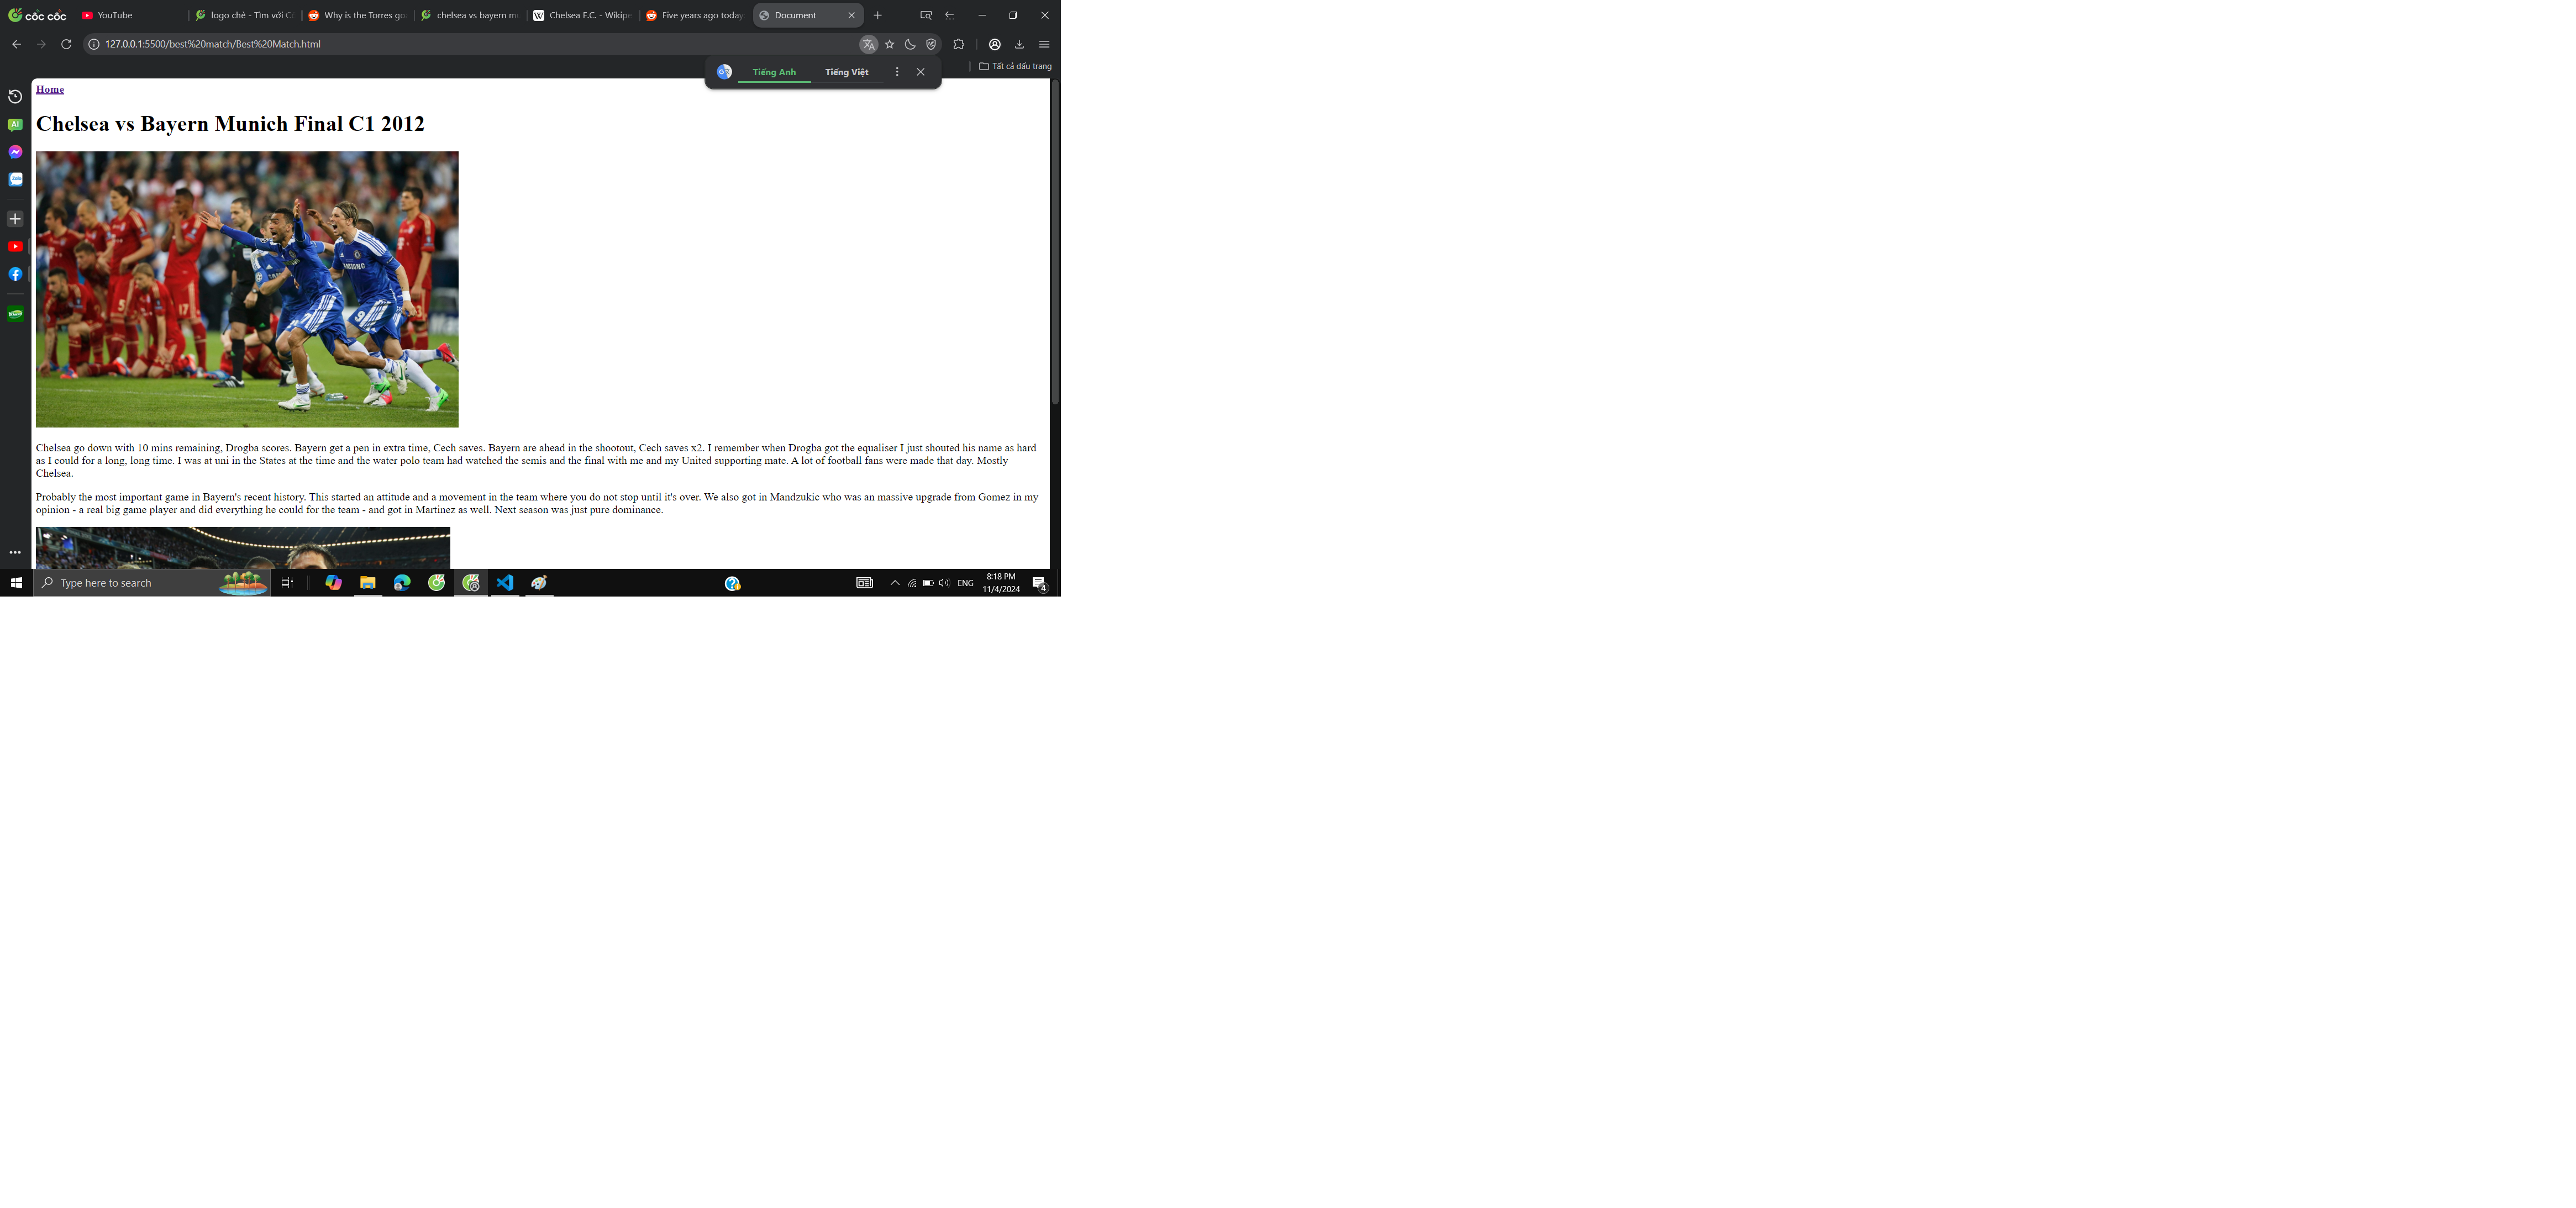 cốc cốc
YouTube
logo chẻ - Tìm với Cố
Why is the Torres go
chelsea vs bayern mu
Chelsea F.C. - Wikipe
Five years ago today
Document
127.0.0.1:5500/best%20match/Best%20Match.html
Tất cả dấu trang
Tiếng Anh
Tiếng Việt
Home
Chelsea vs Bayern Munich Final C1 2012
SAMSUNG
Chelsea go down with 10 mins remaining, Drogba scores. Bayern get a pen in extra time, Cech saves. Bayern are ahead in the shootout, Cech saves x2. I remember when Drogba got the equaliser I just shouted his name as hard
as I could for a long, long time. I was at uni in the States at the time and the water polo team had watched the semis and the final with me and my United supporting mate. A lot of football fans were made that day. Mostly
Chelsea.
Probably the most important game in Bayern's recent history. This started an attitude and a movement in the team where you do not stop until it's over. We also got in Mandzukic who was an massive upgrade from Gomez in my
opinion - a real big game player and did everything he could for the team - and got in Martinez as well. Next season was just pure dominance.
AI
Zalo
Type here to search
ENG
8:18 PM
11/4/2024
4